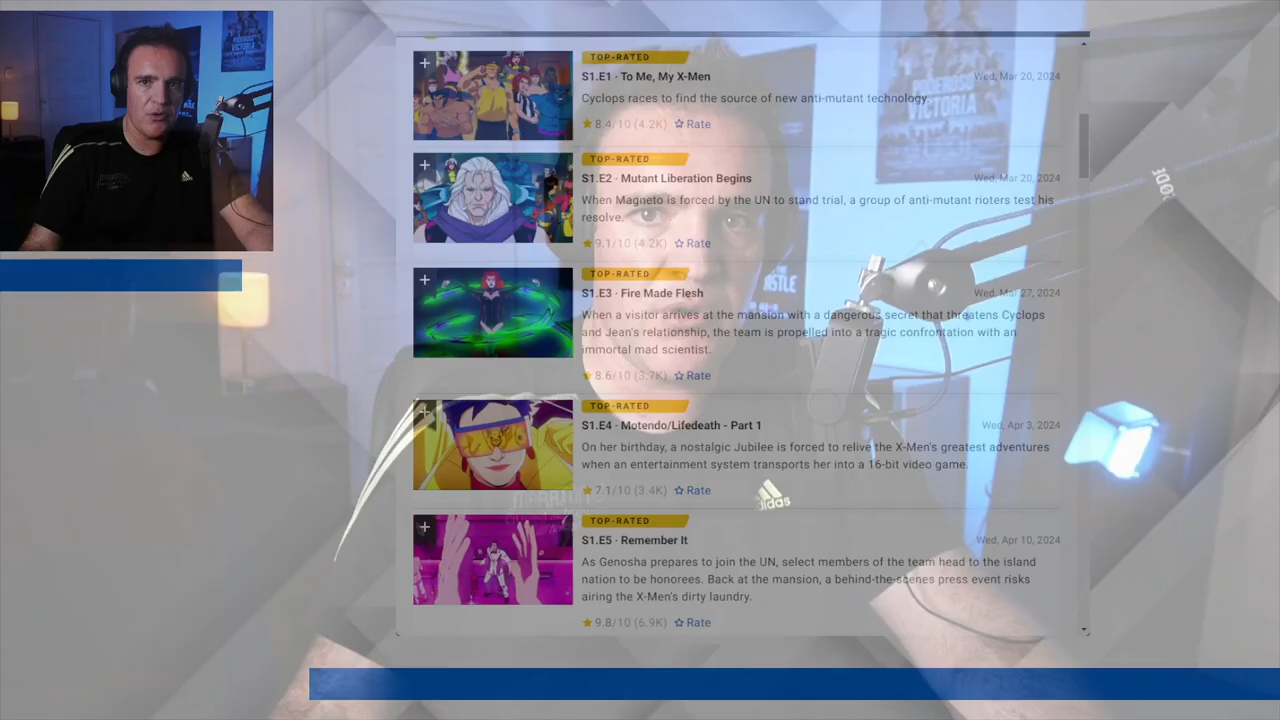 TOP-RATED
S1.E1 · To Me, My X-Men
Wed, Mar 20, 2024
Cyclops races to find the source of new anti-mutant technology.
8.4/10 (4.2K) Rate
TOP-RATED
S1.E2 · Mutant Liberation Begins
Wed, Mar 20, 2024
When Magneto is forced by the UN to stand trial, a group of anti-mutant rioters test his
resolve.
9.1/10 (4.2K) Rate
TOP-RATED
S1.E3 · Fire Made Flesh
Wed, Mar 27, 2024
When a visitor arrives at the mansion with a dangerous secret that threatens Cyclops
and Jean's relationship, the team is propelled into a tragic confrontation with an
immortal mad scientist.
8.6/10 (3.7K) Rate
TOP-RATED
S1.E4 · Motendo/Lifedeath - Part 1
Wed, Apr 3, 2024
On her birthday, a nostalgic Jubilee is forced to relive the X-Men's greatest adventures
when an entertainment system transports her into a 16-bit video game.
7.1/10 (3.4K) Rate
TOP-RATED
S1.E5 · Remember It
Wed, Apr 10, 2024
As Genosha prepares to join the UN, select members of the team head to the island
nation to be honorees. Back at the mansion, a behind-the-scenes press event risks
airing the X-Men's dirty laundry.
9.8/10 (6.9K) Rate
VICTORIA
adidas